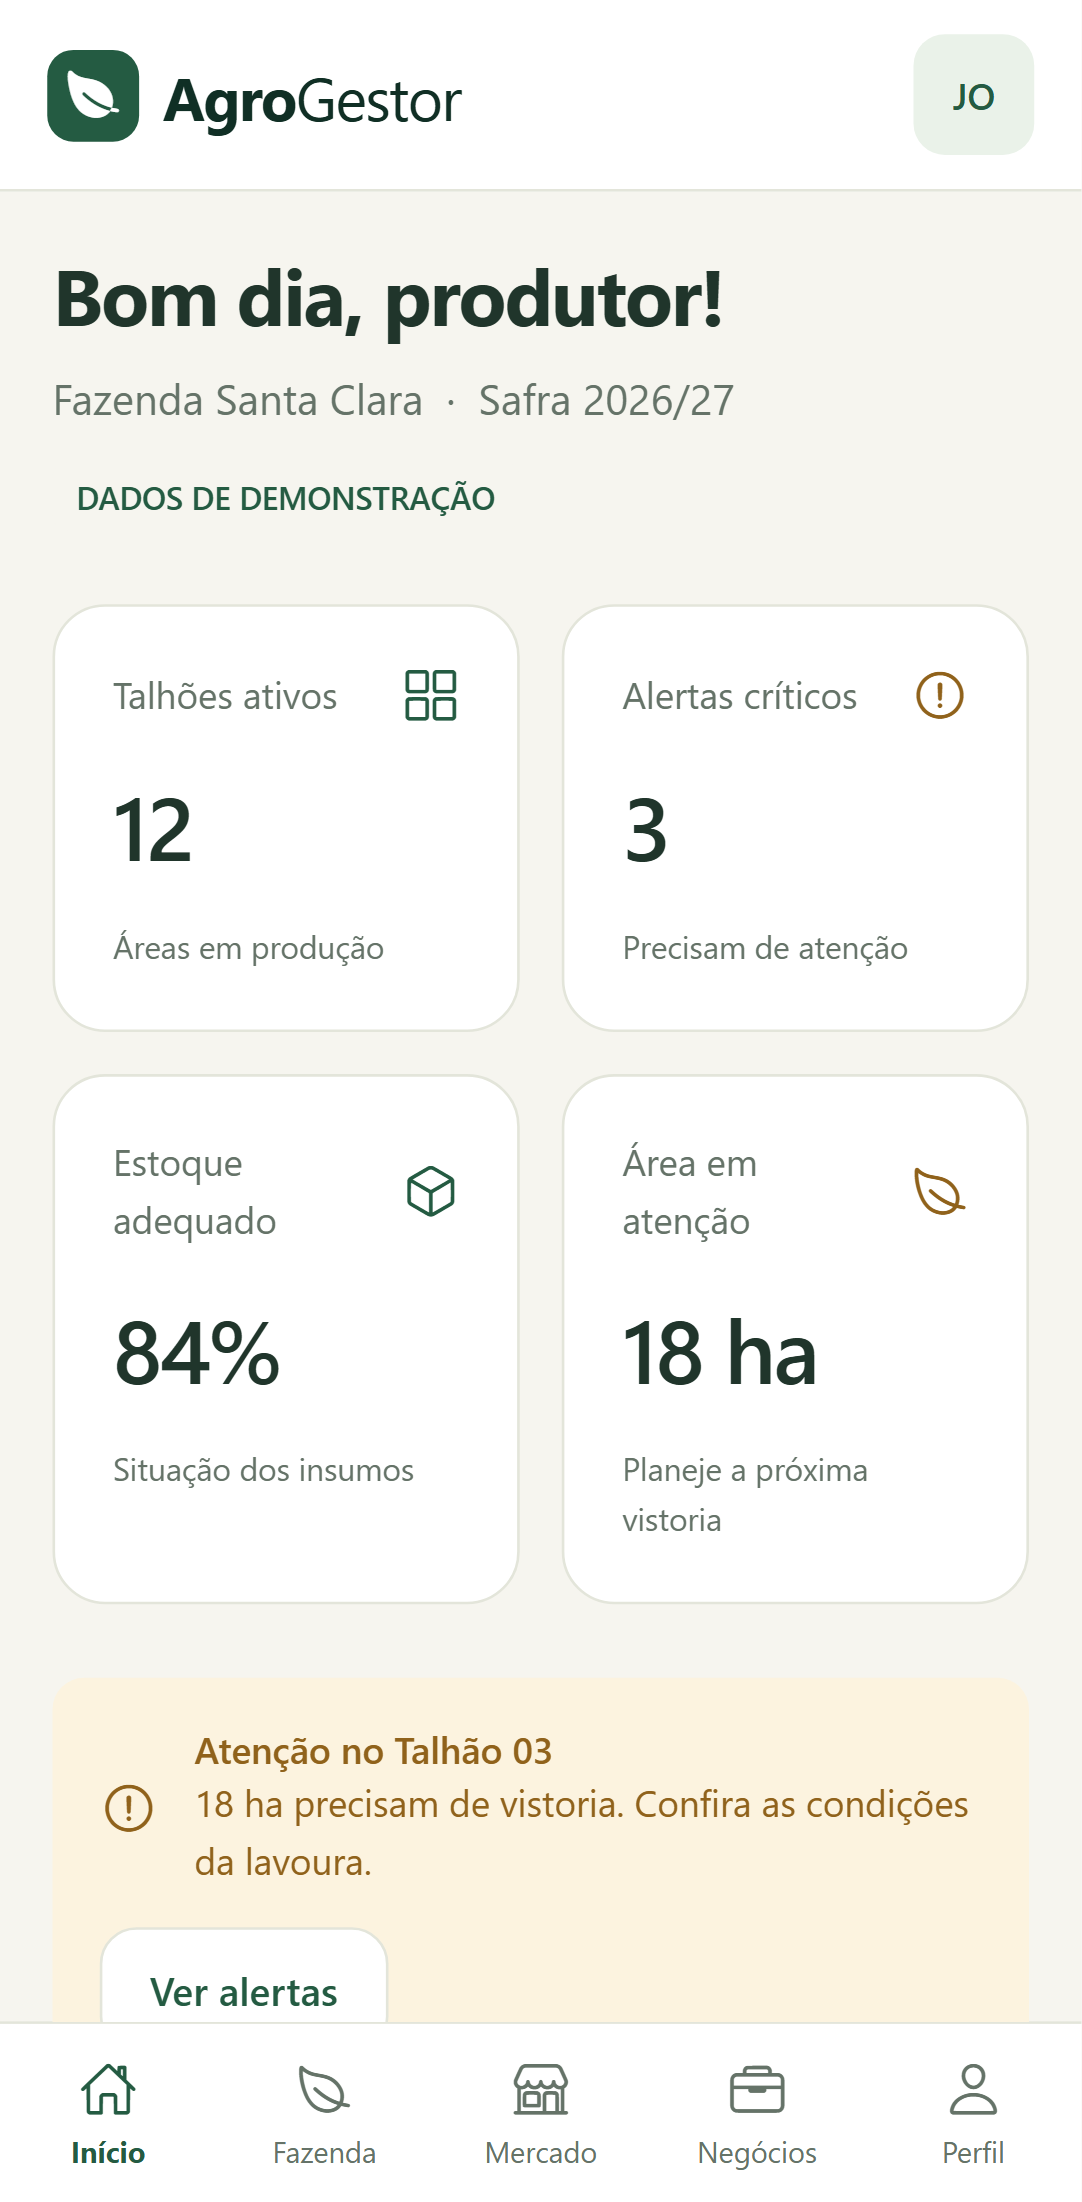 AgroGestor
JO
Bom dia, produtor!
Fazenda Santa Clara · Safra 2026/27
DADOS DE DEMONSTRAÇÃO
Talhões ativos
12
Áreas em produção
Alertas críticos
3
Precisam de atenção
Estoque
adequado
84%
Situação dos insumos
Área em
atenção
18 ha
Planeje a próxima
vistoria
Atenção no Talhão 03
18 ha precisam de vistoria. Confira as condições
da lavoura.
Ver alertas
Início
Fazenda
Mercado
Negócios
Perfil